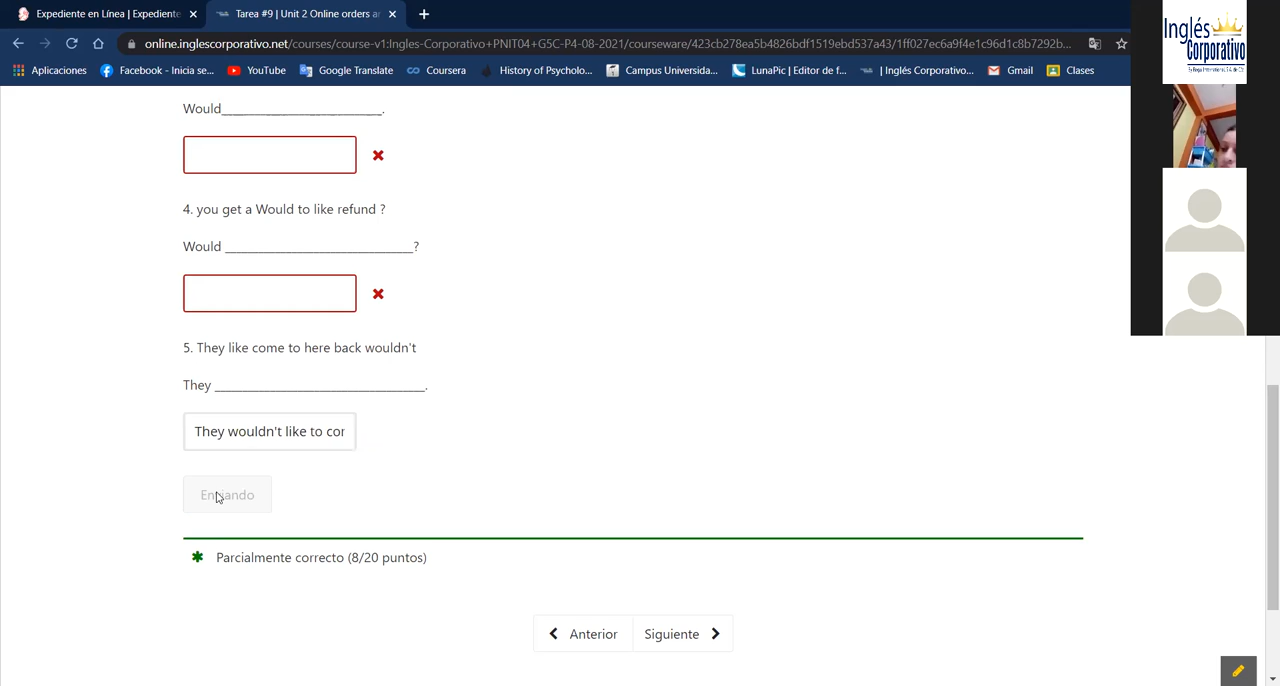 Expediente en Línea | Expediente
Tarea #9 | Unit 2 Online orders ar
online.inglescorporativo.net/courses/course-v1:Ingles-Corporativo+PNIT04+G5C-P4-08-2021/courseware/423cb278ea5b4826bdf1519ebd537a43/1ff027ec6a9f4e1c96d1c8b7292b...
Aplicaciones
Facebook - Inicia se...
YouTube
Google Translate
Coursera
History of Psycholo...
Campus Universida...
LunaPic | Editor de f...
| Inglés Corporativo...
Gmail
Clases
Inglés
Corporativo
Would_________________________.
4. you get a Would to like refund ?
Would _____________________________?
5. They like come to here back wouldn't
They ________________________________.
They wouldn't like to cor
Enviando
Parcialmente correcto (8/20 puntos)
Anterior
Siguiente